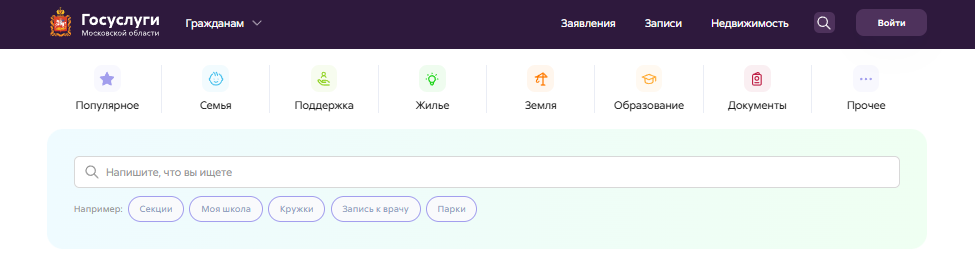 Госуслуги
Московской области
Гражданам
Заявления
Записи
Недвижимость
Войти
Популярное
Семья
Поддержка
Жилье
Земля
Образование
Документы
Прочее
Напишите, что вы ищете
Например: Секции Моя школа Кружки Запись к врачу Парки